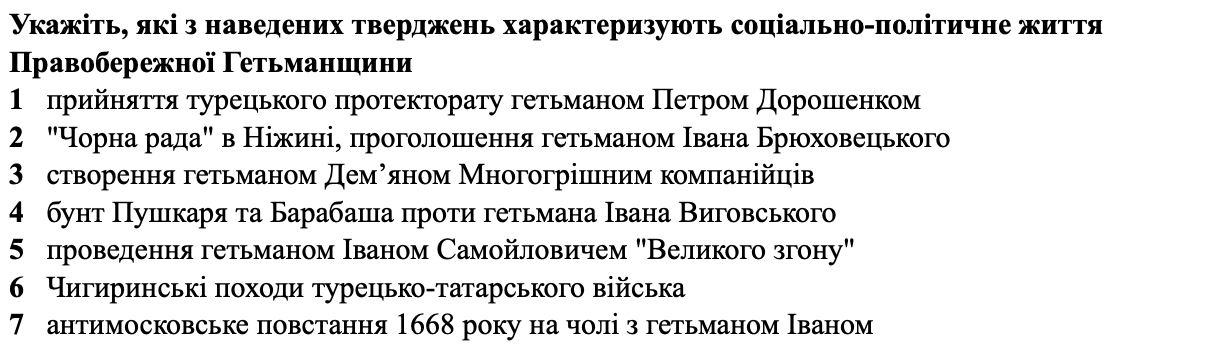 Укажіть, які з наведених тверджень характеризують соціально-політичне життя
Правобережної Гетьманщини
1 прийняття турецького протекторату гетьманом Петром Дорошенком
2 "Чорна рада" в Ніжині, проголошення гетьманом Івана Брюховецького
3 створення гетьманом Дем’яном Многогрішним компанійців
4 бунт Пушкаря та Барабаша проти гетьмана Івана Виговського
5 проведення гетьманом Іваном Самойловичем "Великого згону"
6 Чигиринські походи турецько-татарського війська
7 антимосковське повстання 1668 року на чолі з гетьманом Іваном